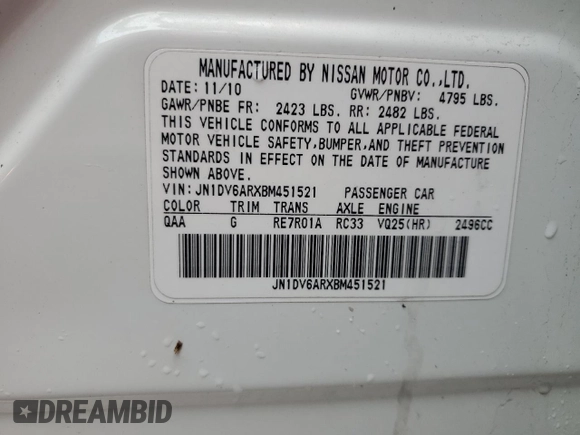 MANUFACTURED BY NISSAN MOTOR CO.,LTD.
DATE: 11/10 GVWR/PNBV: 4795 LBS.
GAWR/PNBE FR: 2423 LBS. RR: 2482 LBS.
THIS VEHICLE CONFORMS TO ALL APPLICABLE FEDERAL
MOTOR VEHICLE SAFETY,BUMPER,AND THEFT PREVENTION
STANDARDS IN EFFECT ON THE DATE OF MANUFACTURE
SHOWN ABOVE.
VIN: JN1DV6ARXBM451521 PASSENGER CAR
COLOR TRIM TRANS AXLE ENGINE
QAA G RE7R01A RC33 VQ25(HR) 2496CC
JN1DV6ARXBM451521
DREAMBID